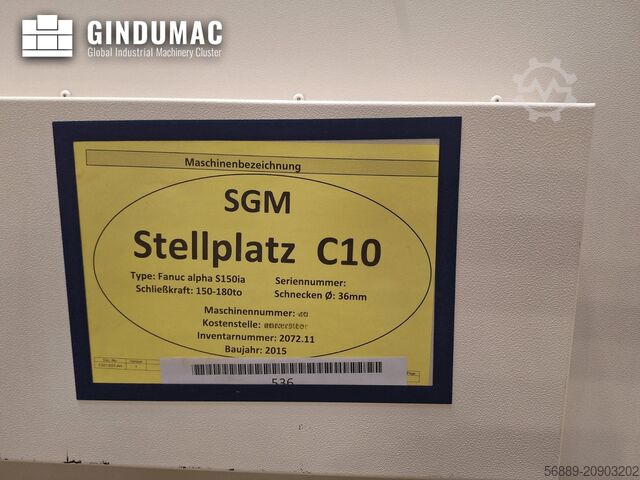 GINDUMAC
Global Industrial Machinery Cluster
Maschinenbezeichnung
SGM
Stellplatz C10
Type: Fanuc alpha S150ia Seriennummer:
Schließkraft: 150-180to Schnecken Ø: 36mm
Maschinennummer:
Kostenstelle:
Inventarnummer: 2072.11
Baujahr: 2015
536
56889-20903202